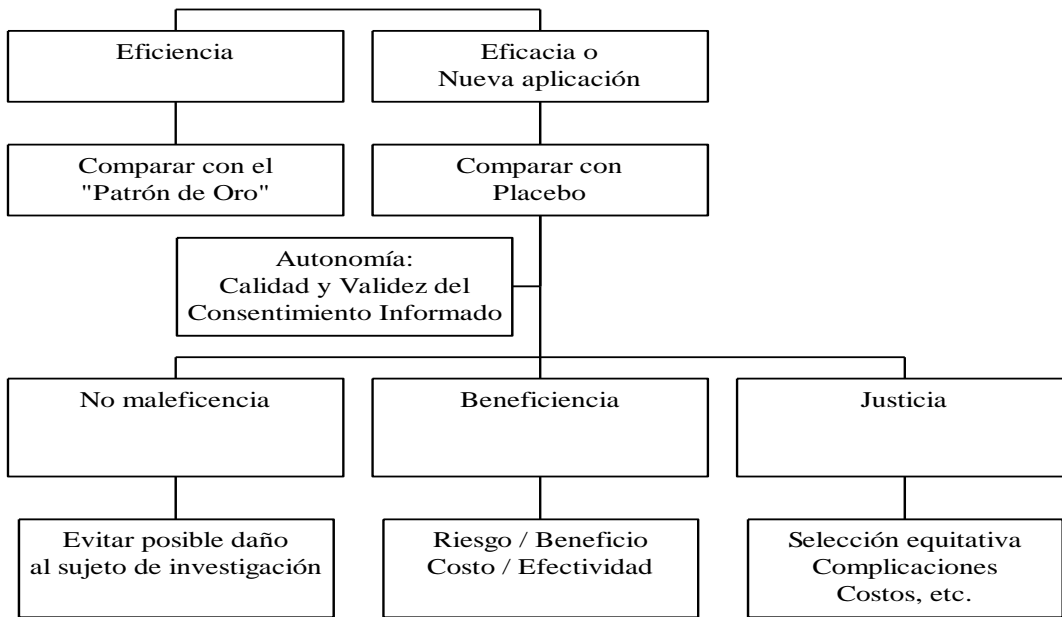 Eficiencia
Eficacia o
Nueva aplicación
Comparar con el
"Patrón de Oro"
Comparar con
Placebo
Autonomía:
Calidad y Validez del
Consentimiento Informado
No maleficencia
Beneficiencia
Justicia
Evitar posible daño
al sujeto de investigación
Riesgo / Beneficio
Costo / Efectividad
Selección equitativa
Complicaciones
Costos, etc.